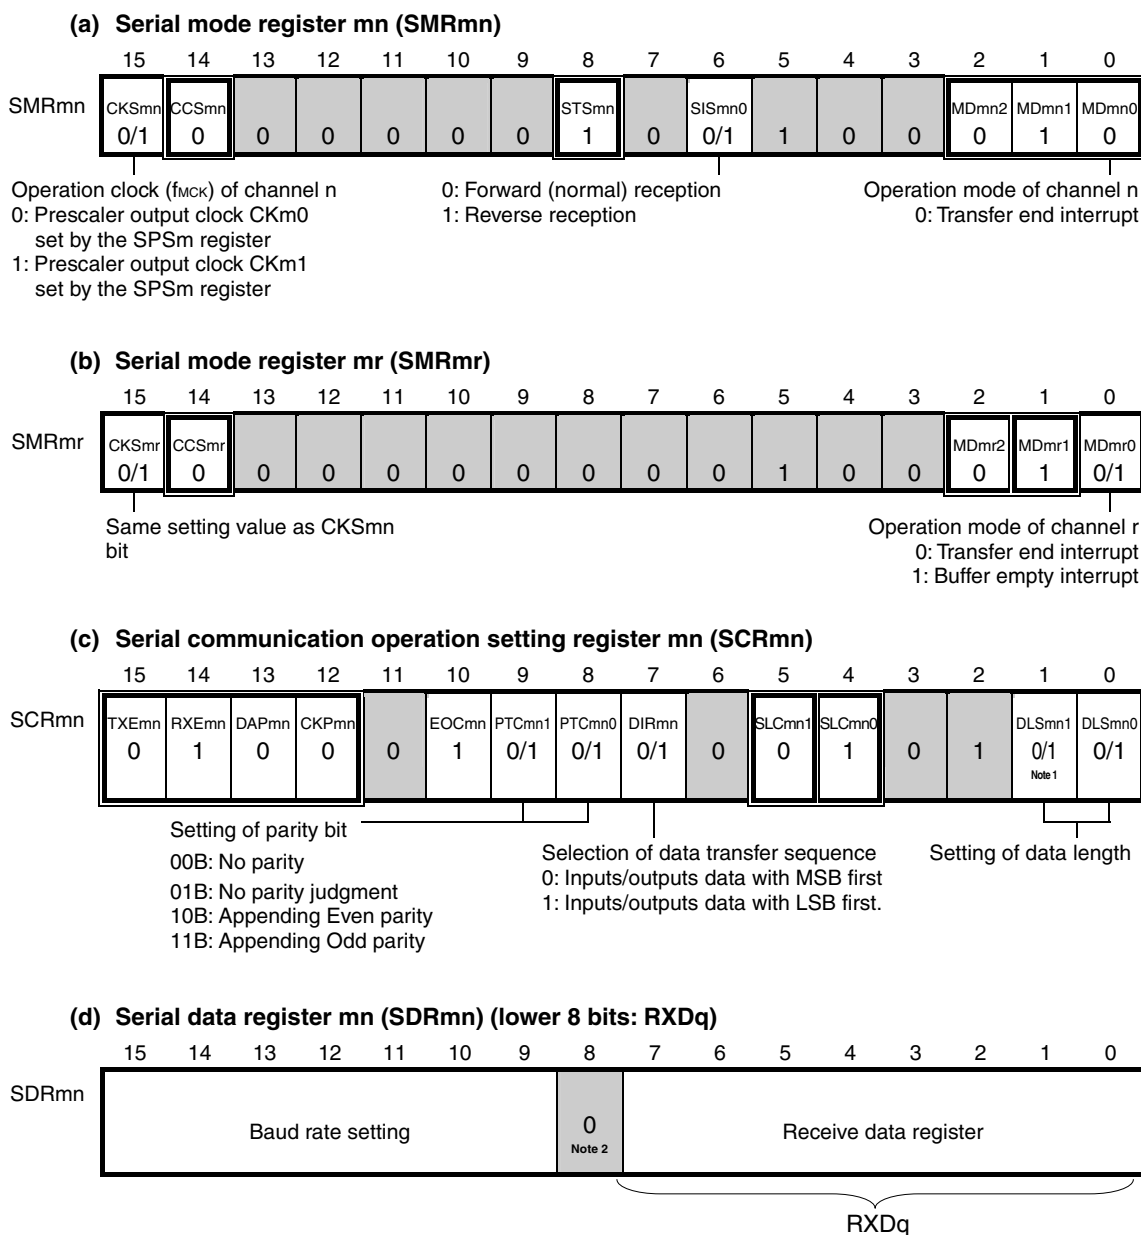 (a) Serial mode register mn (SMRmn)
15 14 13 12 11 10 9 8 7 6 5 4 3 2 1 0
SMRmn
CKSmn CCSmn STSmn SISmn0 MDmn2 MDmn1 MDmn0
0/1 0 0 0 0 0 0 1 0 0/1 1 0 0 0 1 0
Operation clock (fMCK) of channel n
0: Prescaler output clock CKm0
set by the SPSm register
1: Prescaler output clock CKm1
set by the SPSm register
0: Forward (normal) reception
1: Reverse reception
Operation mode of channel n
0: Transfer end interrupt
(b) Serial mode register mr (SMRmr)
15 14 13 12 11 10 9 8 7 6 5 4 3 2 1 0
SMRmr
CKSmr CCSmr MDmr2 MDmr1 MDmr0
0/1 0 0 0 0 0 0 0 0 0 1 0 0 0 1 0/1
Same setting value as CKSmn
bit
Operation mode of channel r
0: Transfer end interrupt
1: Buffer empty interrupt
(c) Serial communication operation setting register mn (SCRmn)
15 14 13 12 11 10 9 8 7 6 5 4 3 2 1 0
SCRmn
TXEmn RXEmn DAPmn CKPmn EOCmn PTCmn1 PTCmn0 DIRmn SLCmn1 SLCmn0 DLSmn1 DLSmn0
0 1 0 0 0 1 0/1 0/1 0/1 0 0 1 0 1 0/1 0/1
Note 1
Setting of parity bit
00B: No parity
01B: No parity judgment
10B: Appending Even parity
11B: Appending Odd parity
Selection of data transfer sequence
0: Inputs/outputs data with MSB first
1: Inputs/outputs data with LSB first.
Setting of data length
(d) Serial data register mn (SDRmn) (lower 8 bits: RXDq)
15 14 13 12 11 10 9 8 7 6 5 4 3 2 1 0
SDRmn
Baud rate setting 0 Receive data register
Note 2
RXDq